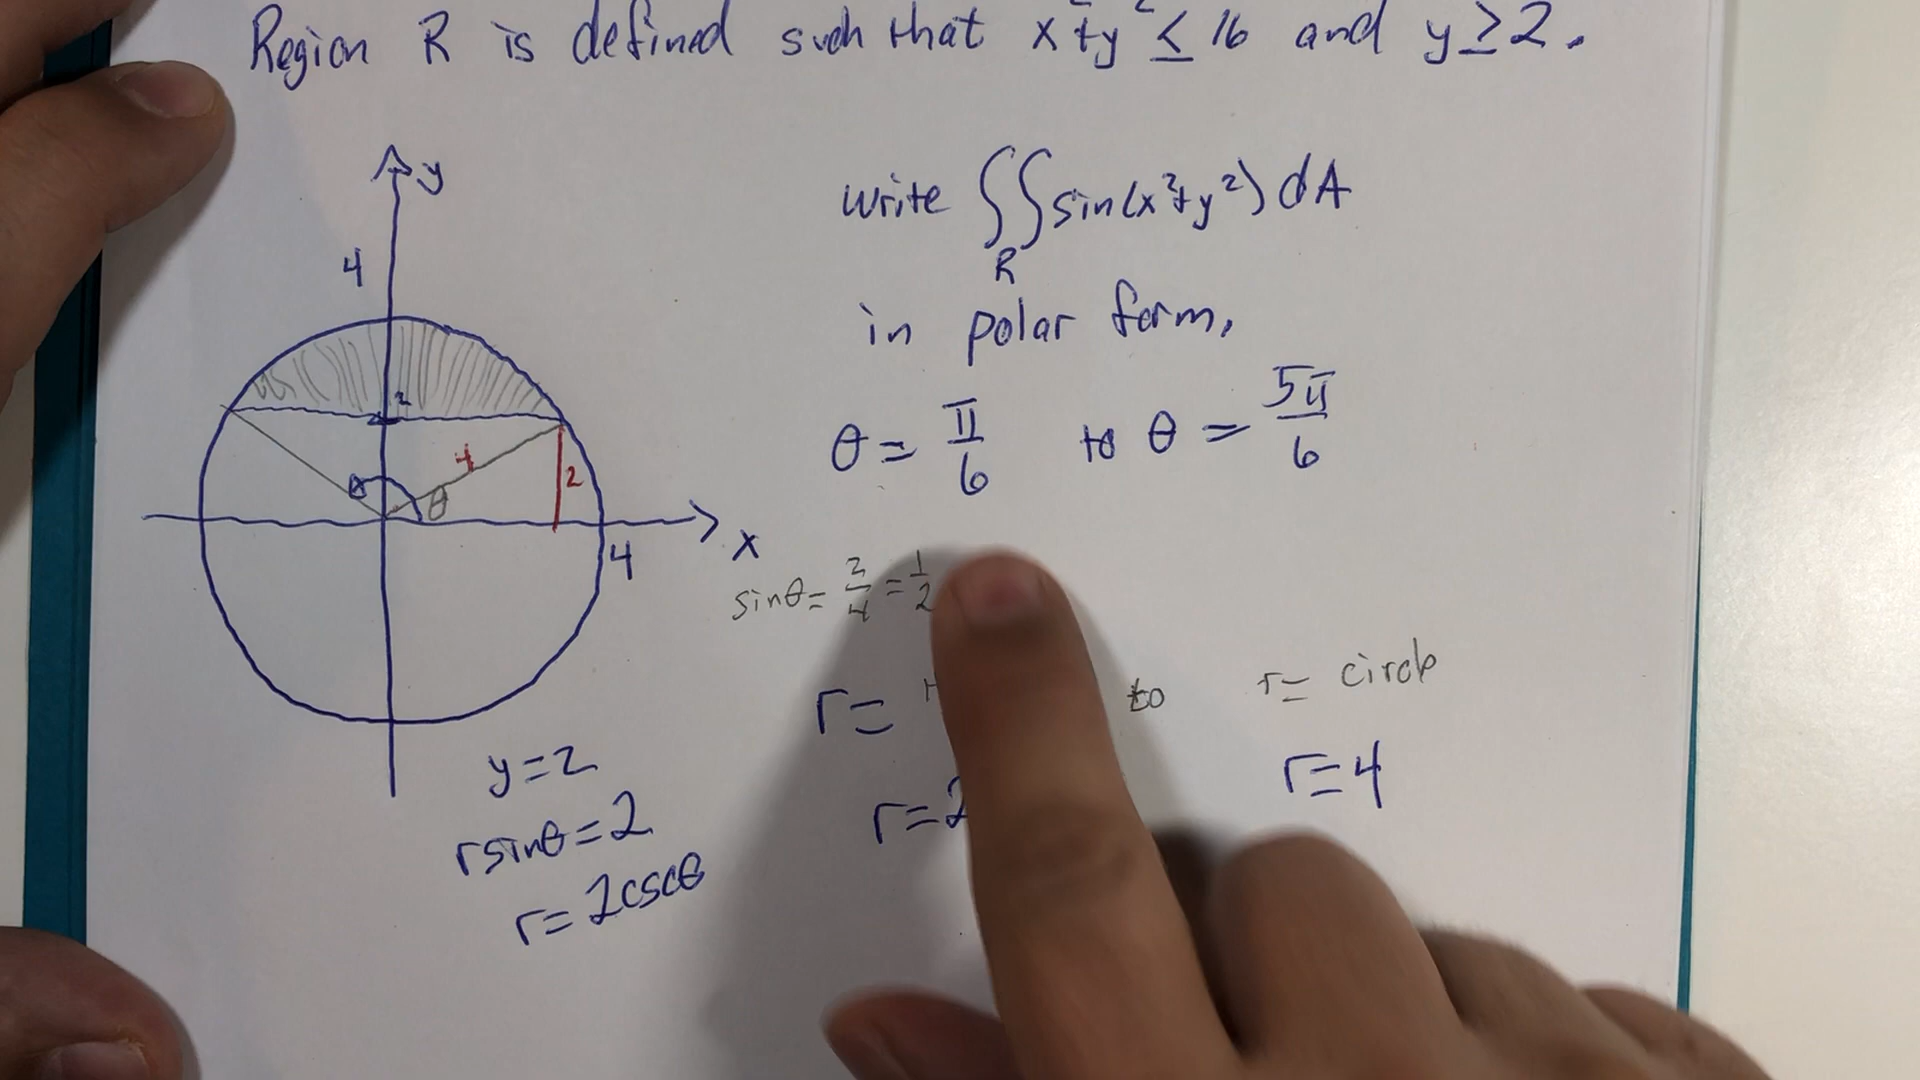 Region R is defined such that x²+y² ≤ 16 and y ≥ 2.
y
4
write ∬ sin(x²+y²) dA
R
in polar form.
θ = π/6 to θ = 5π/6
2
4
2
θ
x
4
sinθ = 2/4 = 1/2
r = to r = circle
y = 2
r = 4
r sinθ = 2
r = 2
r = 2cscθ